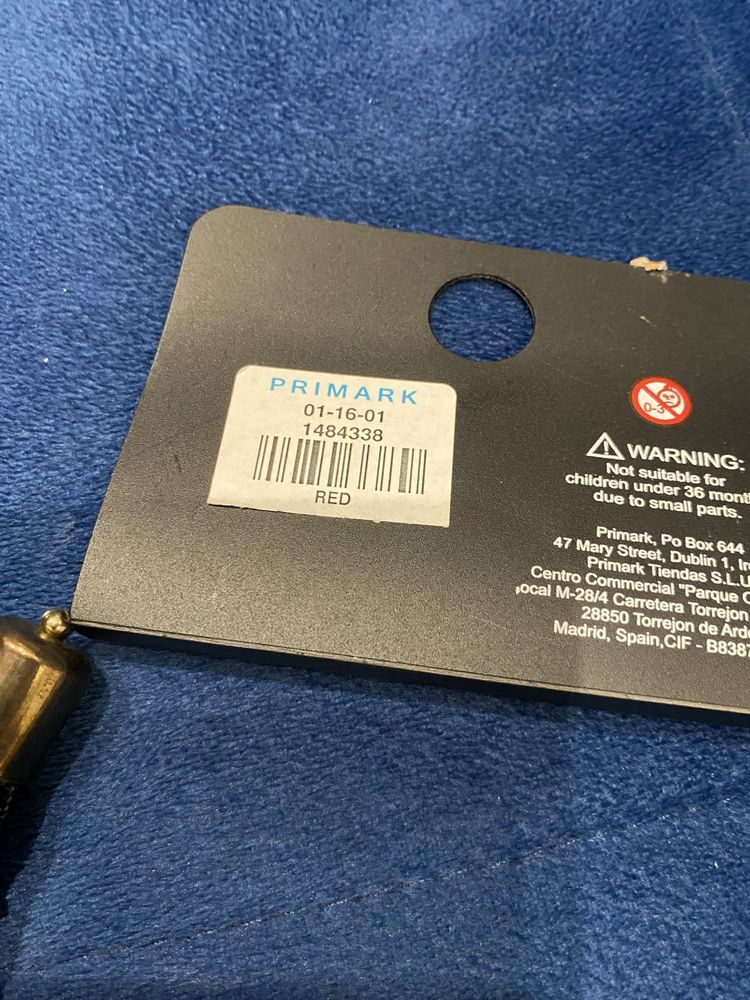 PRIMARK
01-16-01
1484338
RED
0-3
WARNING:
Not suitable for
children under 36
due to small parts.
Primark, Po Box 644
47 Mary Street, Dublin 1,
Primark Tiendas S.L.U
Centro Commercial "Parque
M-28/4 Carretera Torrejon
28850 Torrejon de
Madrid, Spain,CIF -